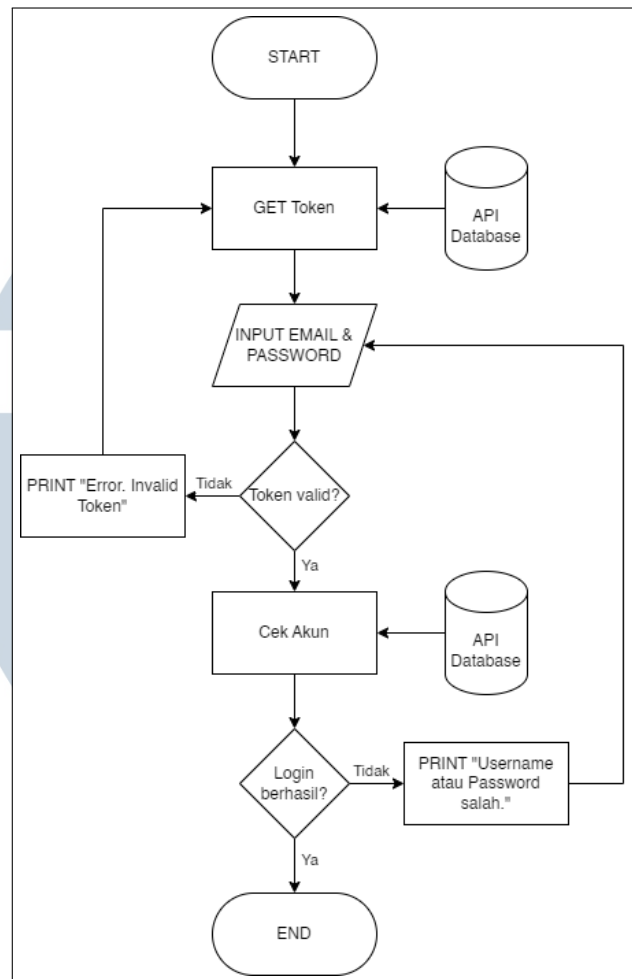 START
GET Token
API
Database
INPUT EMAIL &
PASSWORD
PRINT "Error. Invalid
Token"
Tidak
Token valid?
Ya
Cek Akun
API
Database
Login
berhasil?
Tidak
PRINT "Username
atau Password
salah."
Ya
END